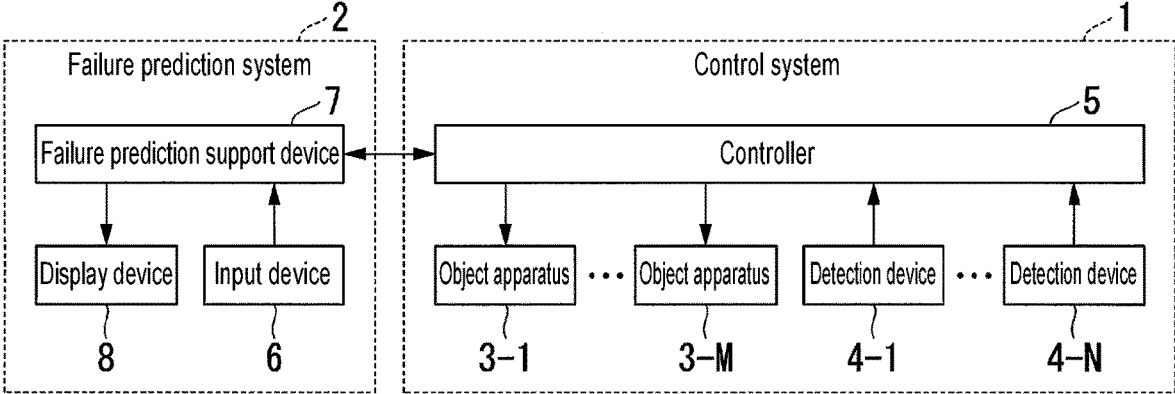 2
1
Failure prediction system
Control system
7
5
Failure prediction support device
Controller
Display device
Input device
Object apparatus
•••
Object apparatus
Detection device
•••
Detection device
8
6
3-1
3-M
4-1
4-N